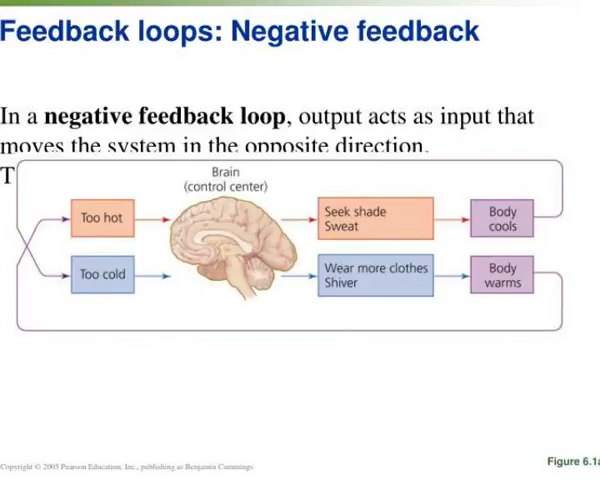 Feedback loops: Negative feedback
In a negative feedback loop, output acts as input that
moves the system in the opposite direction.
T
Brain
(control center)
Too hot
Seek shade
Sweat
Body
cools
Too cold
Wear more clothes
Shiver
Body
warms
Copyright © 2005 Pearson Education, Inc., publishing as Benjamin Cummings
Figure 6.1a